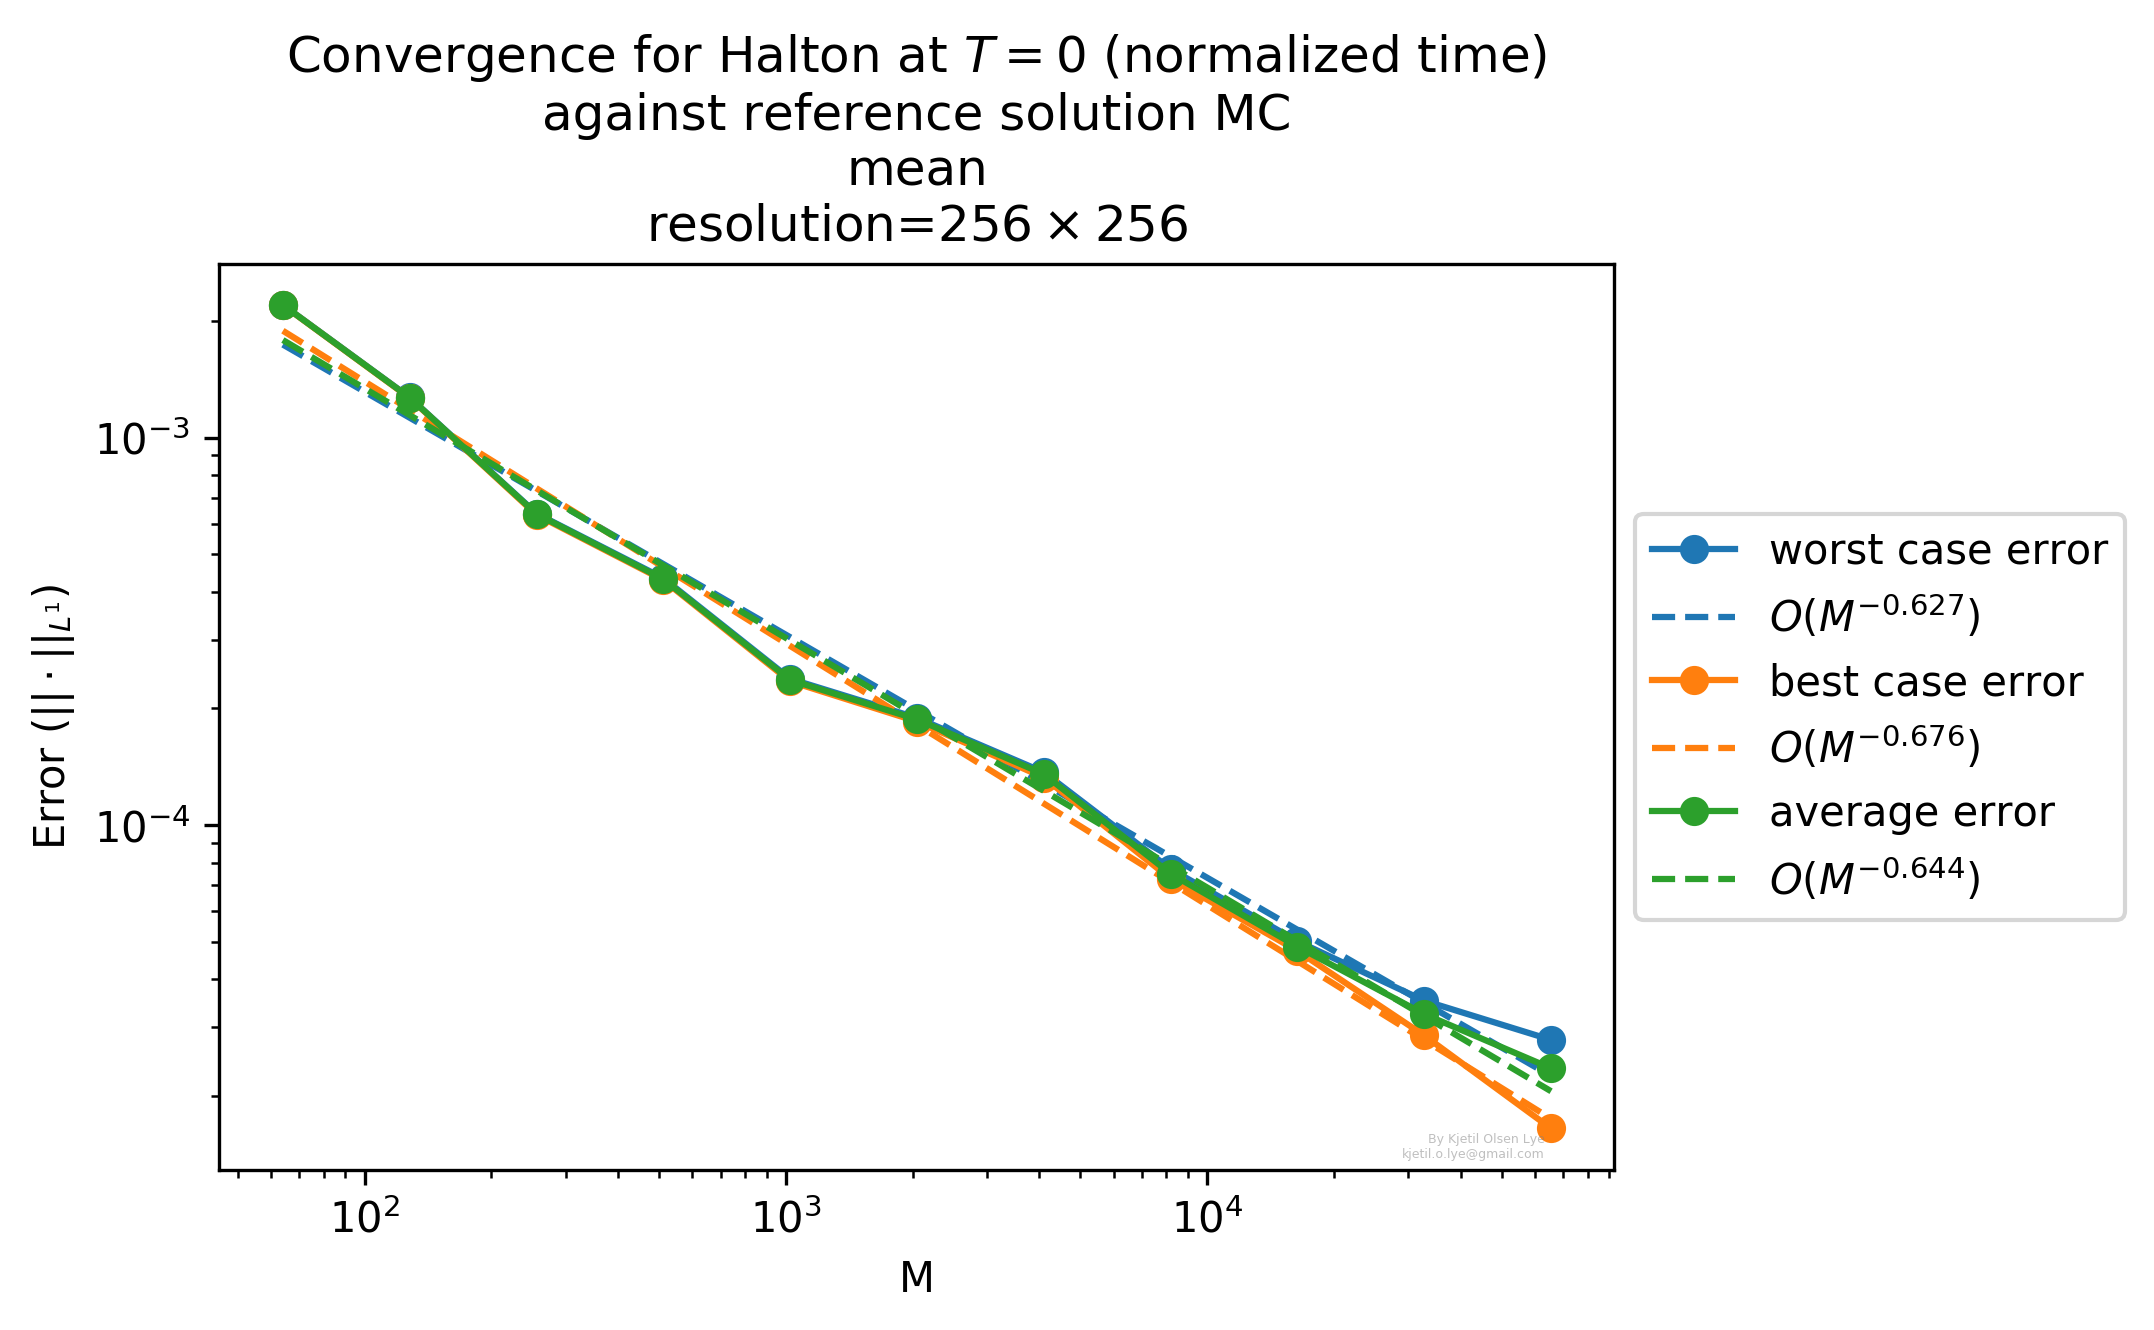 Convergence for Halton at $T = 0$ (normalized time)
against reference solution MC
mean
resolution=$256 \times 256$
Error ($||\cdot||_{L^1}$)
$10^{-3}$
$10^{-4}$
$10^2$
$10^3$
$10^4$
M
worst case error
$O(M^{-0.627})$
best case error
$O(M^{-0.676})$
average error
$O(M^{-0.644})$
By Kjetil Olsen Lye
kjetil.o.lye@gmail.com